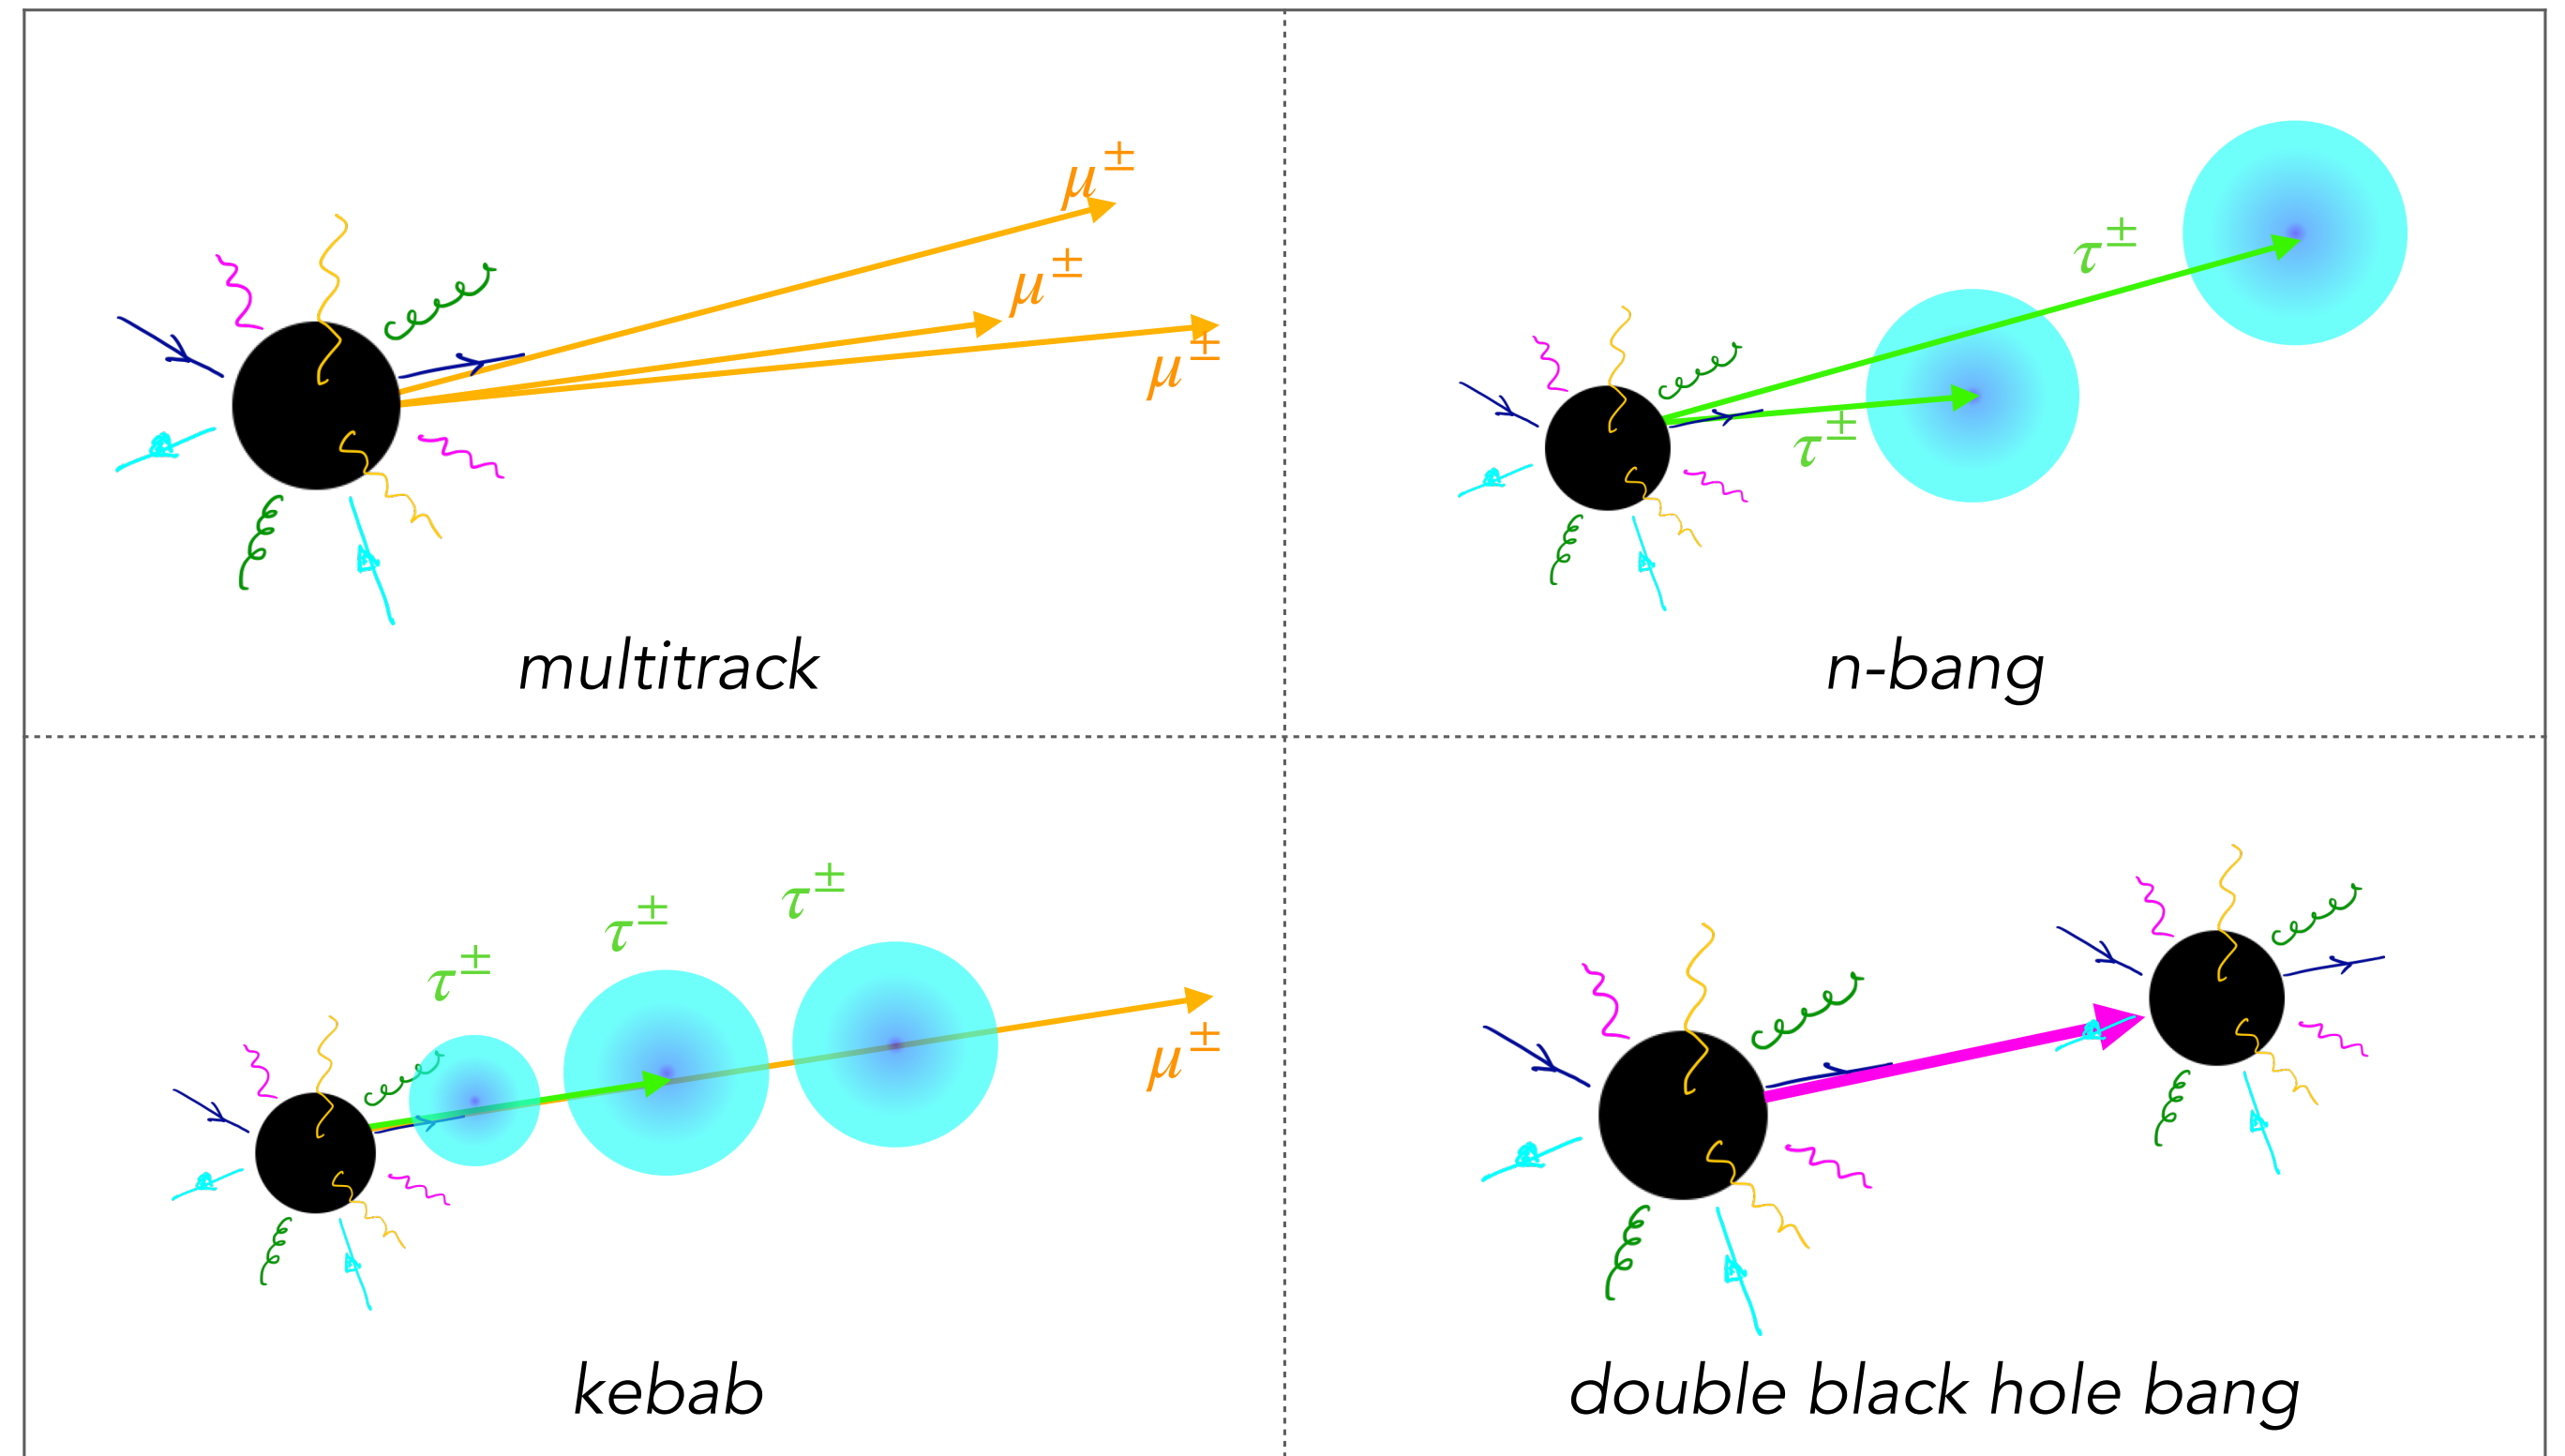 μ±
μ±
μ±
multitrack
τ±
τ±
n-bang
τ±
τ±
τ±
μ±
kebab
double black hole bang